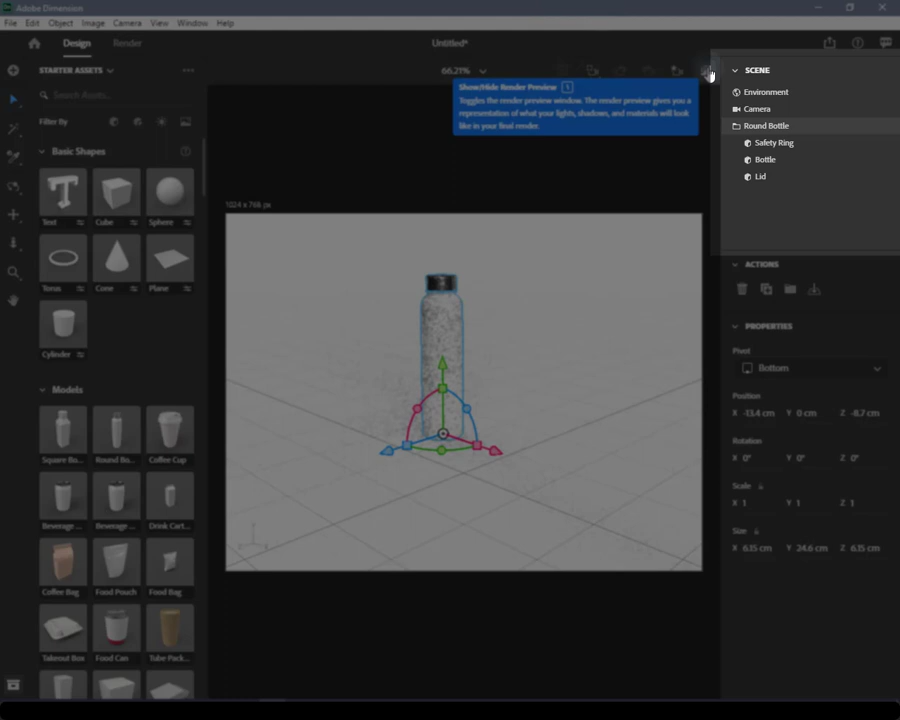 Adobe Dimension
File Edit Object Image Camera View Window Help
Design Render Untitled*
STARTER ASSETS
66.21%
Search Assets...
Show/Hide Render Preview 1
Toggles the render preview window. The render preview gives you a
representation of what your lights, shadows, and materials will look
like in your final render.
Filter by
Basic Shapes
Text Cube Sphere
Torus Cone Plane
Cylinder
Models
Square Bo... Round Bo... Coffee Cup
Beverage ... Beverage ... Drink Cart...
Coffee Bag Food Pouch Food Bag
Takeout Box Food Can Tube Pack...
1024 x 768 px
SCENE
Environment
Camera
Round Bottle
Safety Ring
Bottle
Lid
ACTIONS
PROPERTIES
Pivot
Bottom
Position
X -13.4 cm Y 0 cm Z -8.7 cm
Rotation
X 0° Y 0° Z 0°
Scale
X 1 Y 1 Z 1
Size
X 6.15 cm Y 24.6 cm Z 6.15 cm